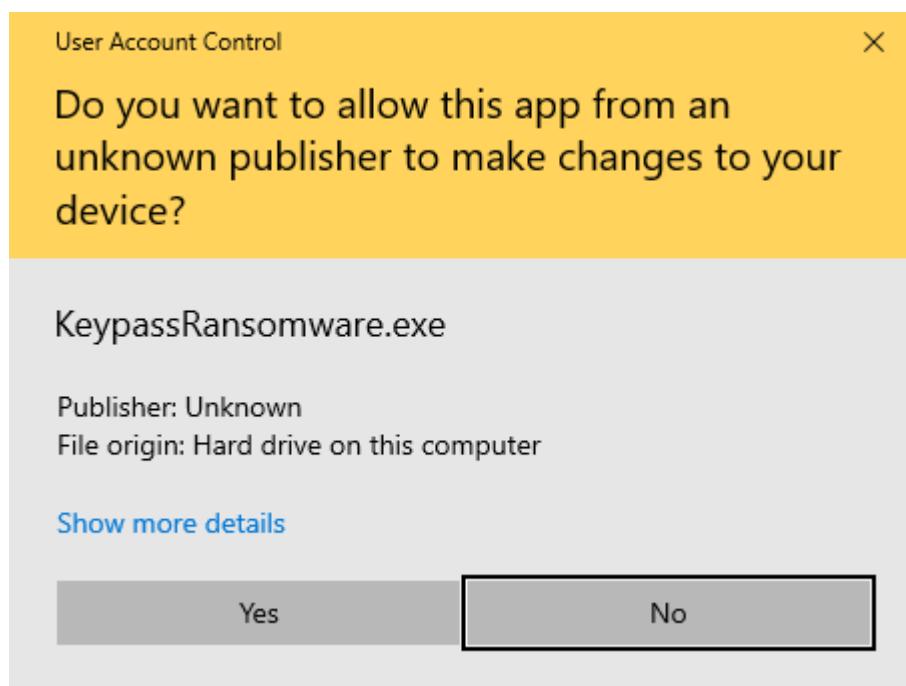 User Account Control
Do you want to allow this app from an
unknown publisher to make changes to your
device?
KeypassRansomware.exe
Publisher: Unknown
File origin: Hard drive on this computer
Show more details
Yes
No